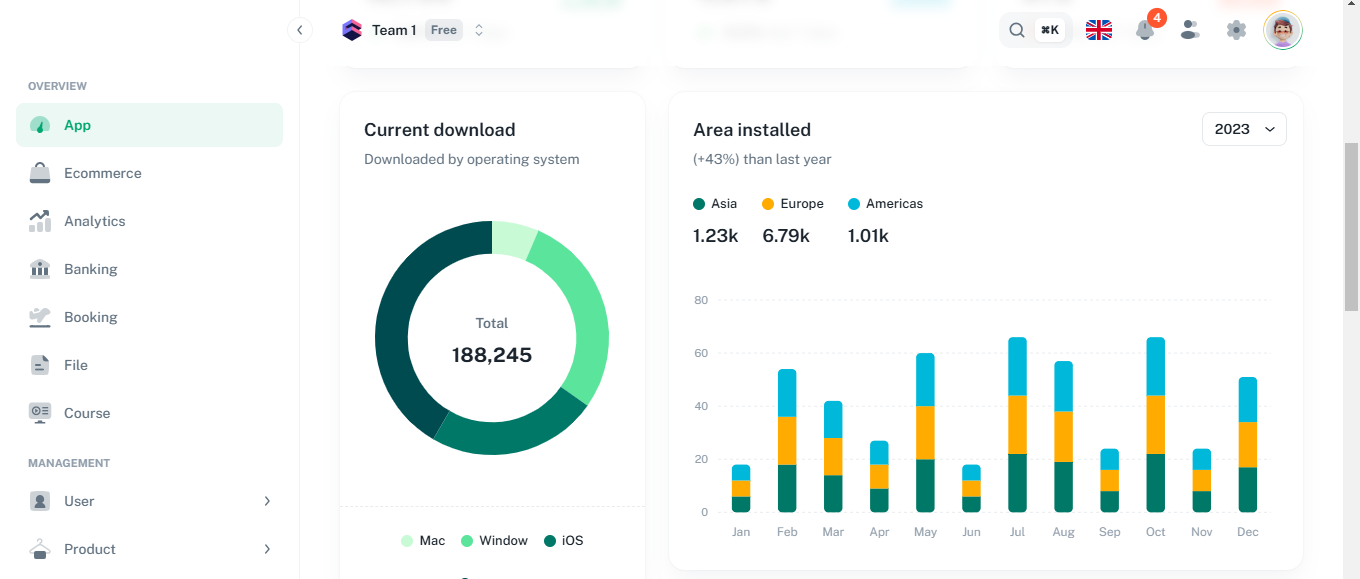 Team 1 Free
⌘K
4
OVERVIEW
App
Ecommerce
Analytics
Banking
Booking
File
Course
MANAGEMENT
User
Product
Current download
Downloaded by operating system
Total
188,245
Mac Window iOS
Area installed
2023
(+43%) than last year
Asia Europe Americas
1.23k 6.79k 1.01k
80
60
40
20
0
Jan Feb Mar Apr May Jun Jul Aug Sep Oct Nov Dec